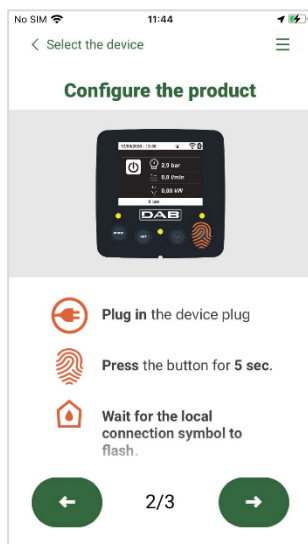 No SIM 11:44
Select the device
Configure the product
2,9 bar
0,0 l/min
0,00 kW
0 rpm
DAB
Plug in the device plug
Press the button for 5 sec.
Wait for the local
connection symbol to
flash.
2/3